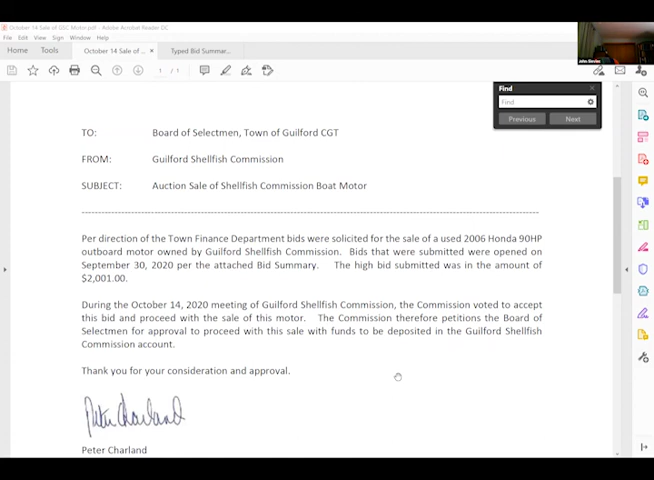 October 14 Sale of GSC Motor.pdf - Adobe Acrobat Reader DC
File Edit View Sign Window Help
Home Tools October 14 Sale of ... × Typed Bid Summar...
1 / 1
Find
Find
Previous Next
TO: Board of Selectmen, Town of Guilford CGT
FROM: Guilford Shellfish Commission
SUBJECT: Auction Sale of Shellfish Commission Boat Motor
Per direction of the Town Finance Department bids were solicited for the sale of a used 2006 Honda 90HP
outboard motor owned by Guilford Shellfish Commission. Bids that were submitted were opened on
September 30, 2020 per the attached Bid Summary. The high bid submitted was in the amount of
$2,001.00.
During the October 14, 2020 meeting of Guilford Shellfish Commission, the Commission voted to accept
this bid and proceed with the sale of this motor. The Commission therefore petitions the Board of
Selectmen for approval to proceed with this sale with funds to be deposited in the Guilford Shellfish
Commission account.
Thank you for your consideration and approval.
Peter Charland
Peter Charland